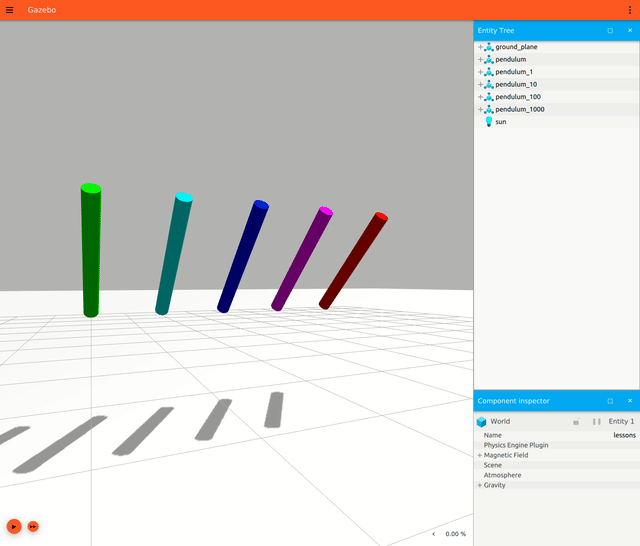 Gazebo
Entity Tree
ground_plane
pendulum
pendulum_1
pendulum_10
pendulum_100
pendulum_1000
sun
Component inspector
World Entity 1
Name lessons
Physics Engine Plugin
Magnetic Field
Scene
Atmosphere
Gravity
0.00 %